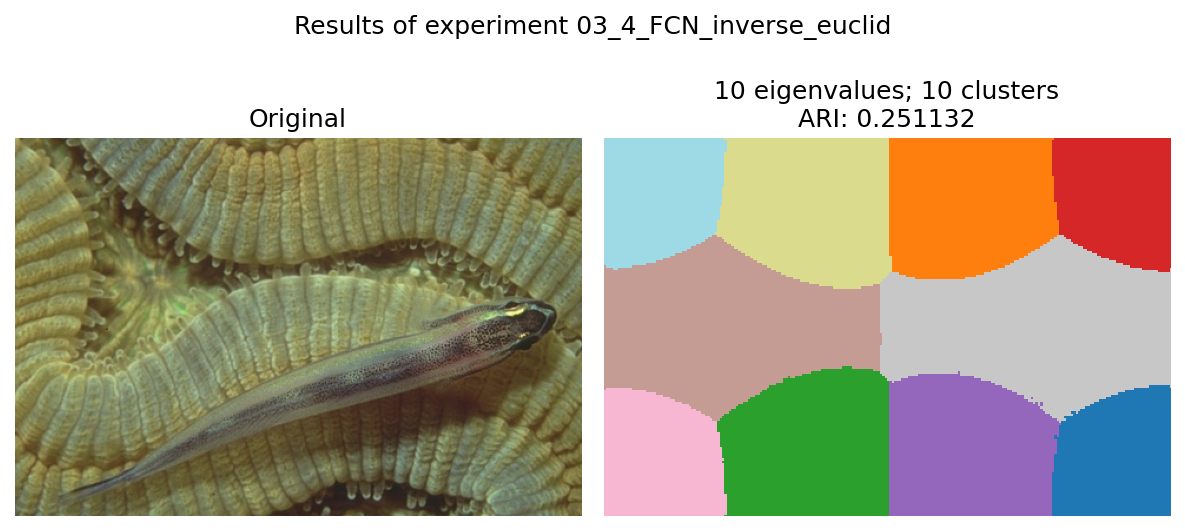 Results of experiment 03_4_FCN_inverse_euclid
Original
10 eigenvalues; 10 clusters
ARI: 0.251132